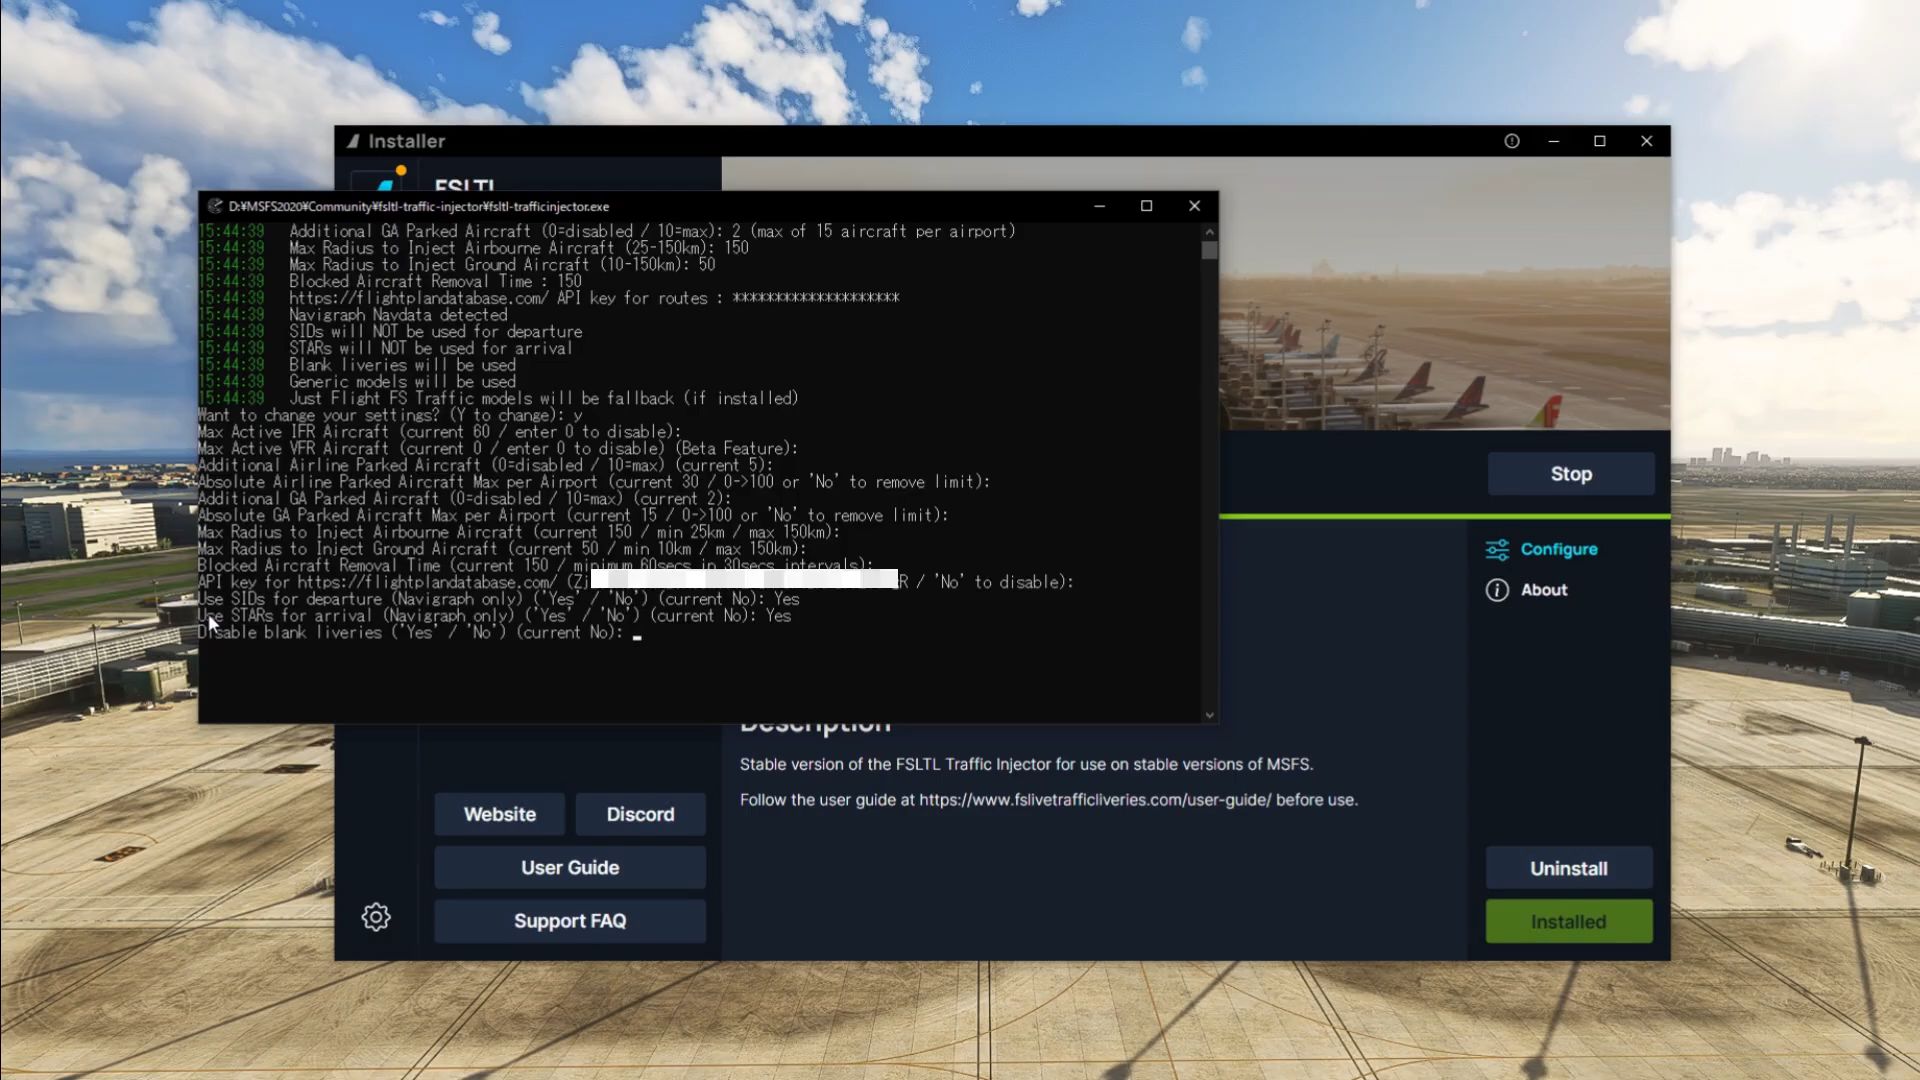 Installer
FSLTL
D:¥MSFS2020¥Community¥fsltl-traffic-injector¥fsltl-trafficinjector.exe
15:44:39 Additional GA Parked Aircraft (0=disabled / 10=max): 2 (max of 15 aircraft per airport)
15:44:39 Max Radius to Inject Airbourne Aircraft (25-150km): 150
15:44:39 Max Radius to Inject Ground Aircraft (10-150km): 50
15:44:39 Blocked Aircraft Removal Time : 150
15:44:39 https://flightplandatabase.com/ API key for routes : ********************
15:44:39 Navigraph Navdata detected
15:44:39 SIDs will NOT be used for departure
15:44:39 STARs will NOT be used for arrival
15:44:39 Blank liveries will be used
15:44:39 Generic models will be used
15:44:39 Just Flight FS Traffic models will be fallback (if installed)
Want to change your settings? (Y to change): y
Max Active IFR Aircraft (current 60 / enter 0 to disable):
Max Active VFR Aircraft (current 0 / enter 0 to disable) (Beta Feature):
Additional Airline Parked Aircraft (0=disabled / 10=max) (current 5):
Absolute Airline Parked Aircraft Max per Airport (current 30 / 0->100 or 'No' to remove limit):
Additional GA Parked Aircraft (0=disabled / 10=max) (current 2):
Absolute GA Parked Aircraft Max per Airport (current 15 / 0->100 or 'No' to remove limit):
Max Radius to Inject Airbourne Aircraft (current 150 / min 25km / max 150km):
Max Radius to Inject Ground Aircraft (current 50 / min 10km / max 150km):
Blocked Aircraft Removal Time (current 150 / minimum 60secs in 30secs intervals):
API key for https://flightplandatabase.com/ (Zi R / 'No' to disable):
Use SIDs for departure (Navigraph only) ('Yes' / 'No') (current No): Yes
Use STARs for arrival (Navigraph only) ('Yes' / 'No') (current No): Yes
Disable blank liveries ('Yes' / 'No') (current No): _
Stop
Configure
About
Description
Stable version of the FSLTL Traffic Injector for use on stable versions of MSFS.
Follow the user guide at https://www.fslivetrafficliveries.com/user-guide/ before use.
Website
Discord
User Guide
Support FAQ
Uninstall
Installed